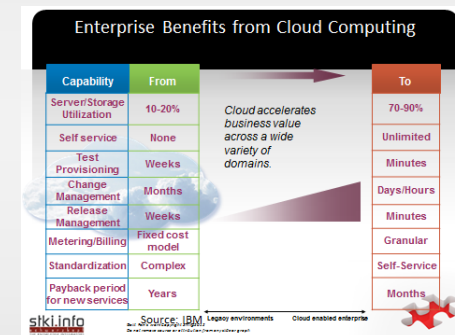 Enterprise Benefits from Cloud Computing
Capability From To
Server/Storage
Utilization 10-20% 70-90%
Self service None Unlimited
Test
Provisioning Weeks Minutes
Change
Management Months Days/Hours
Release
Management Weeks Minutes
Metering/Billing Fixed cost
model Granular
Standardization Complex Self-Service
Payback period
for new services Years Months
Cloud accelerates
business value
across a wide
variety of
domains.
Legacy environments Cloud enabled enterprise
Source: IBM
stki.info